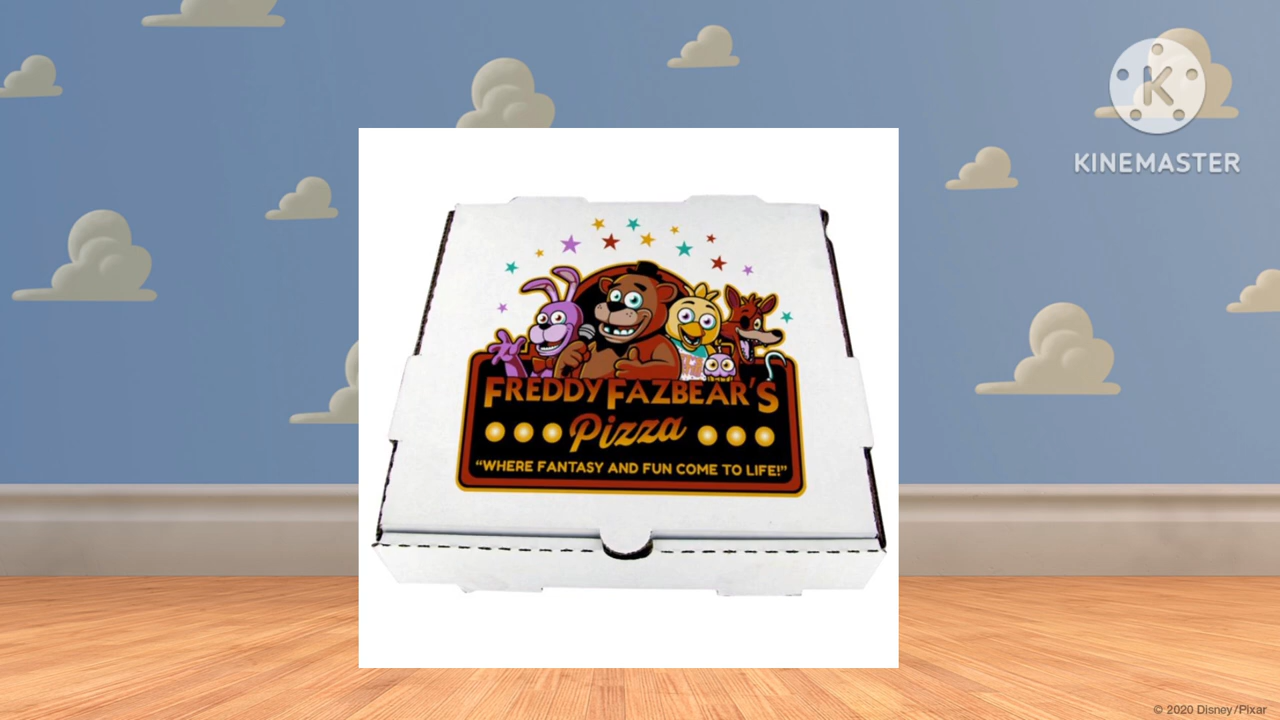 K
KINEMASTER
FREDDY FAZBEAR'S
Pizza
"WHERE FANTASY AND FUN COME TO LIFE!"
© 2020 Disney/Pixar